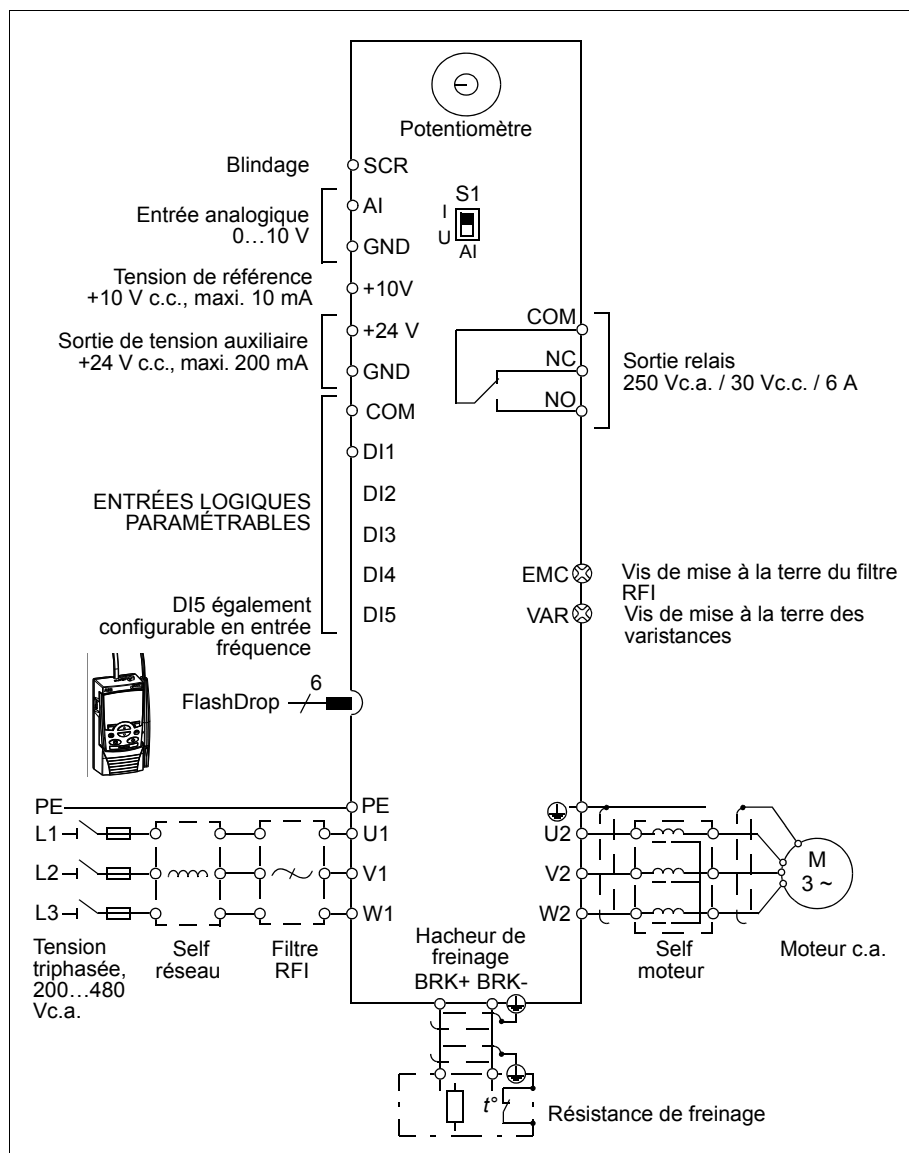 Potentiomètre
Blindage
SCR
S1
AI
I
Entrée analogique
0…10 V
U
AI
GND
Tension de référence
+10 V c.c., maxi. 10 mA
+10V
Sortie de tension auxiliaire
+24 V c.c., maxi. 200 mA
+24 V
GND
COM
NC
NO
Sortie relais
250 Vc.a. / 30 Vc.c. / 6 A
COM
DI1
ENTRÉES LOGIQUES
PARAMÉTRABLES
DI2
DI3
DI4
DI5
DI5 également
configurable en entrée
fréquence
EMC
Vis de mise à la terre du filtre
RFI
VAR
Vis de mise à la terre des
varistances
FlashDrop
6
PE
PE
L1
U1
U2
L2
V1
V2
L3
W1
W2
M
3 ~
Tension
triphasée,
200…480
Vc.a.
Self
réseau
Filtre
RFI
Hacheur de
freinage
BRK+ BRK-
Self
moteur
Moteur c.a.
t°
Résistance de freinage